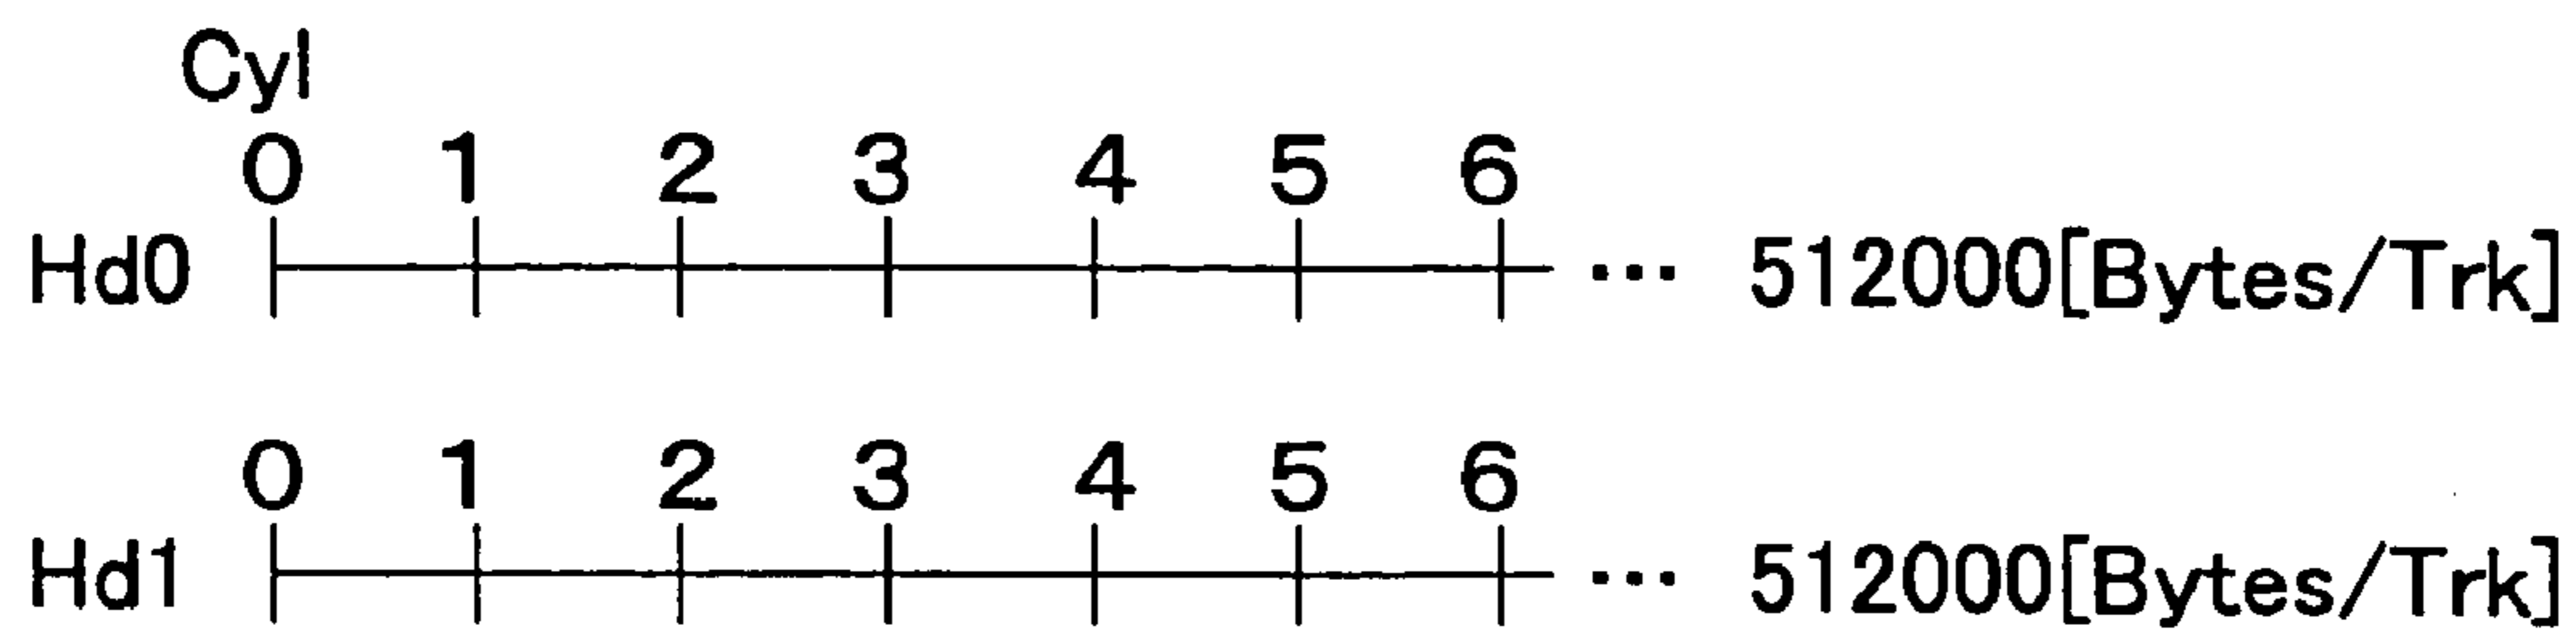 Cyl
0 1 2 3 4 5 6
Hd0 ... 512000[Bytes/Trk]
0 1 2 3 4 5 6
Hd1 ... 512000[Bytes/Trk]